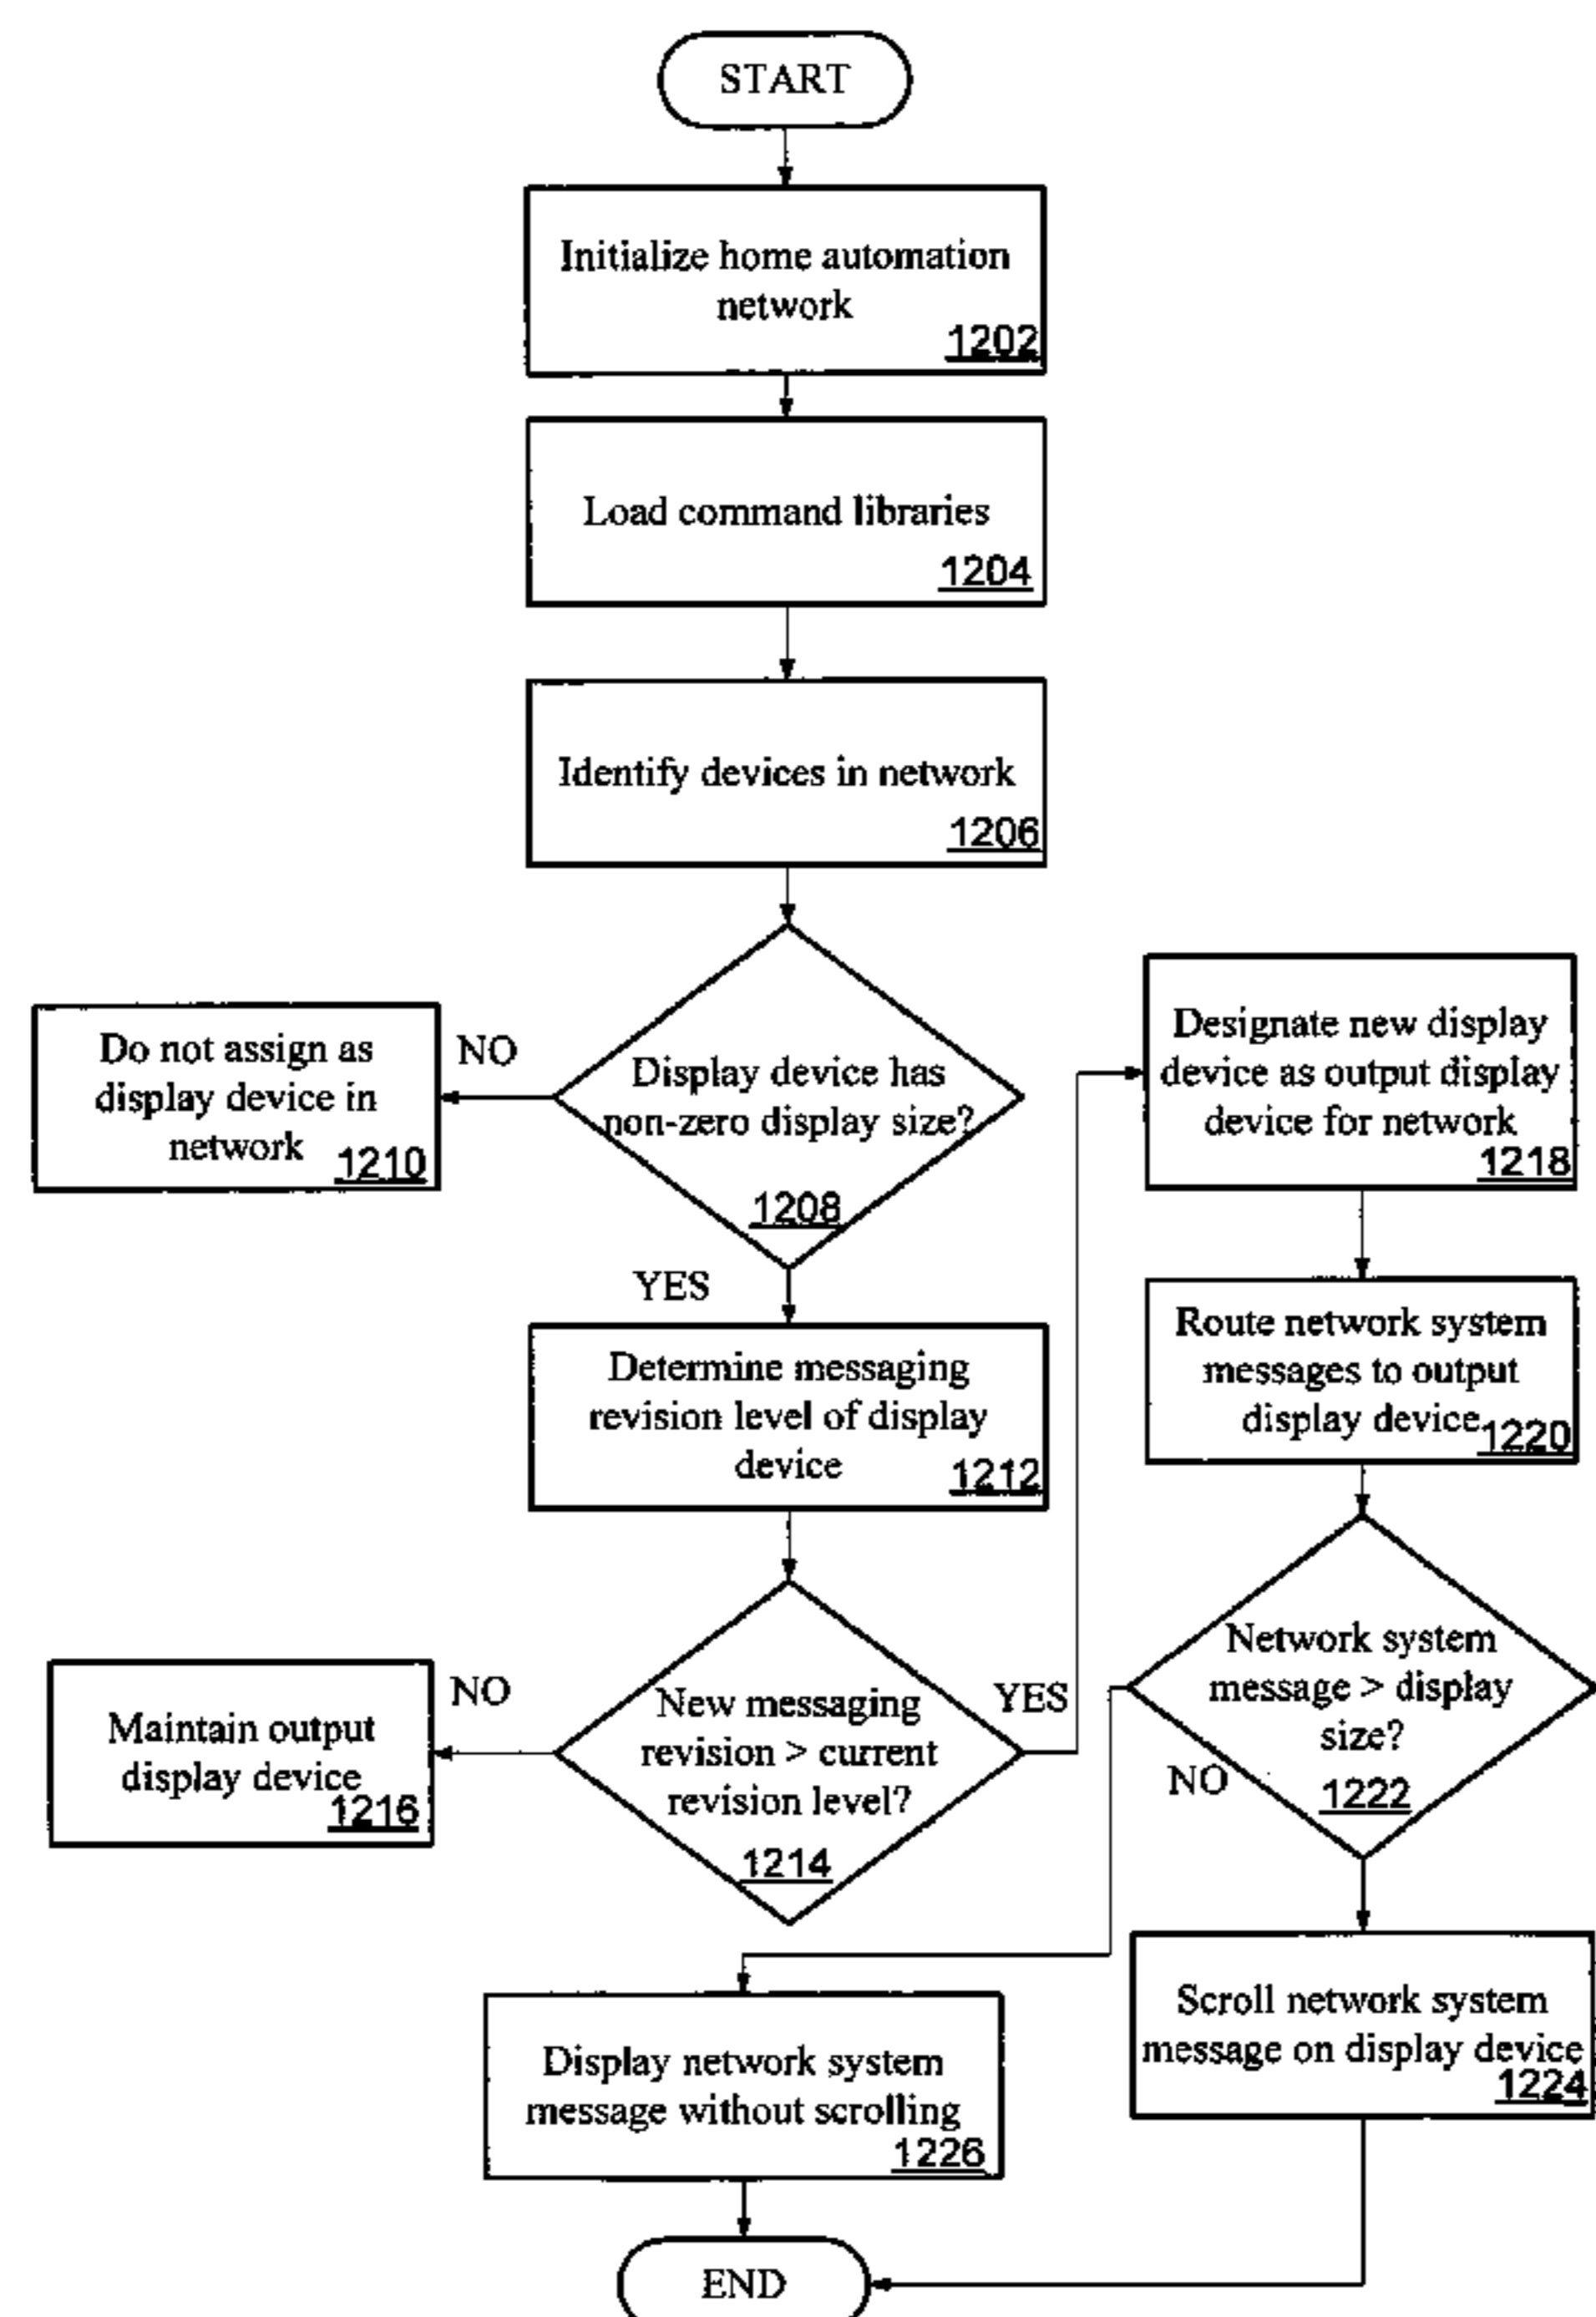 START
Initialize home automation
network
1202
Load command libraries
1204
Identify devices in network
1206
Display device has
non-zero display size?
1208
NO
Do not assign as
display device in
network
1210
YES
Determine messaging
revision level of display
device
1212
New messaging
revision > current
revision level?
1214
NO
Maintain output
display device
1216
YES
Designate new display
device as output display
device for network
1218
Route network system
messages to output
display device
1220
Network system
message > display
size?
1222
NO
Scroll network system
message on display device
1224
Display network system
message without scrolling
1226
END